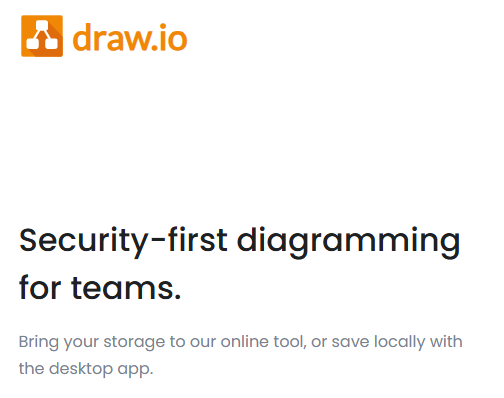 draw.io
Security-first diagramming
for teams.
Bring your storage to our online tool, or save locally with
the desktop app.